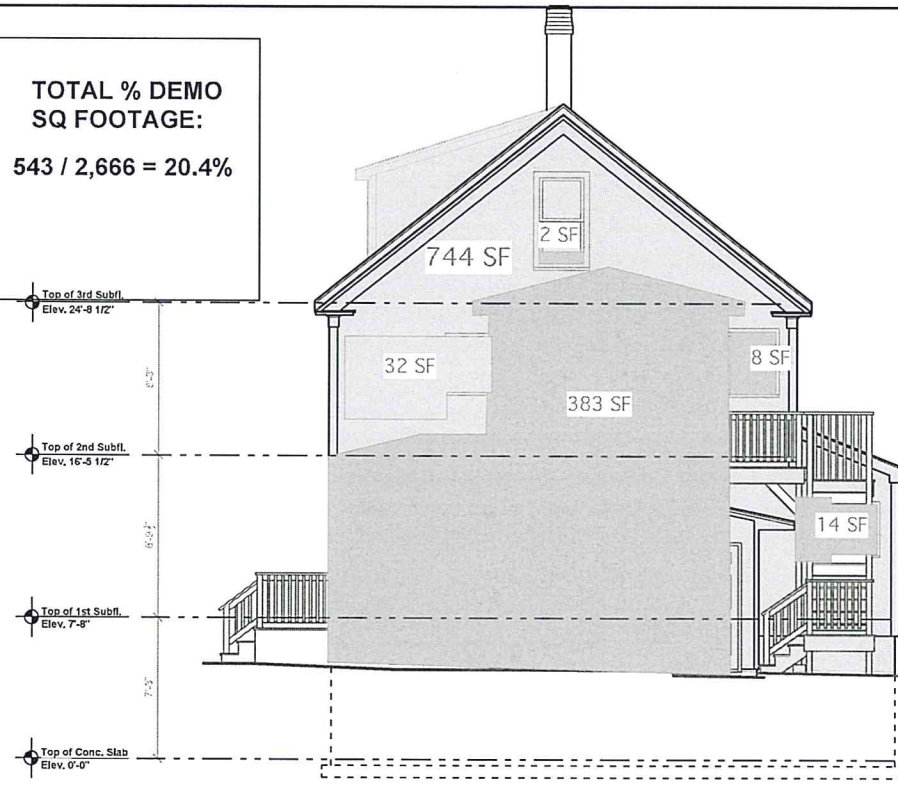 TOTAL % DEMO
SQ FOOTAGE:
543 / 2,666 = 20.4%
2 SF
744 SF
Top of 3rd Subfl.
Elev. 24'-8 1/2"
32 SF
8 SF
383 SF
Top of 2nd Subfl.
Elev. 16'-5 1/2"
14 SF
Top of 1st Subfl.
Elev. 7'-8"
Top of Conc. Slab
Elev. 0'-0"